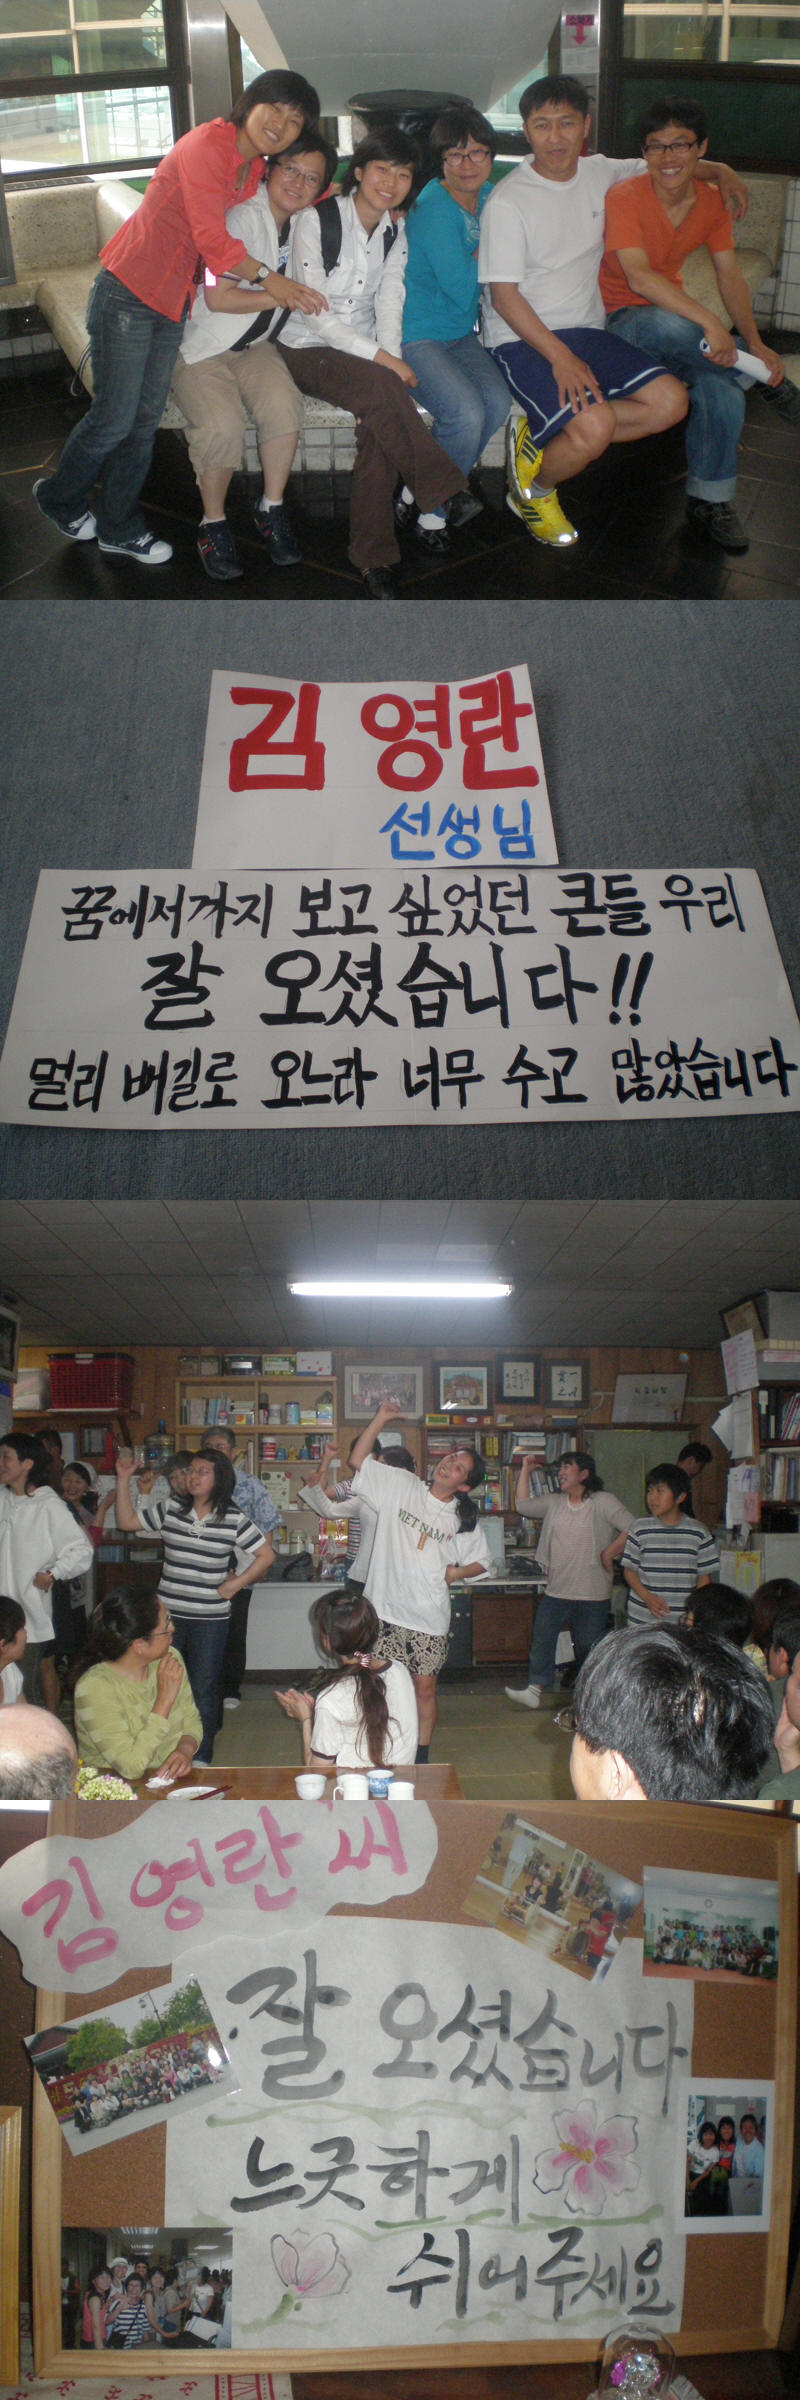 김 영란
선생님
꿈에서까지 보고 싶었던 큰들 우리
잘 오셨습니다!!
멀리 버길로 오느라 너무 수고 많았습니다
VIETNAM
김영란씨
잘 오셨습니다
느긋하게
쉬어주세요